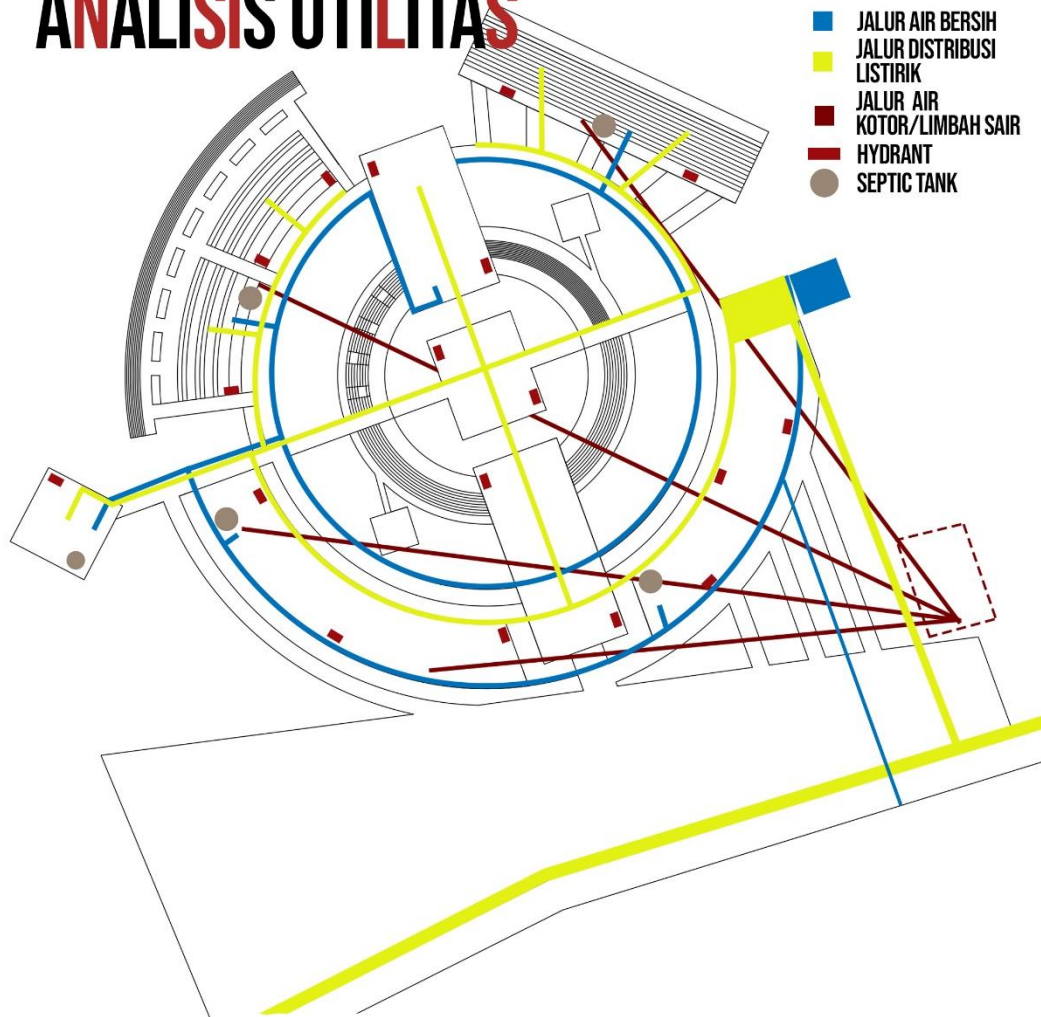 ANALISIS UTILITAS
JALUR AIR BERSIH
JALUR DISTRIBUSI
LISTIRIK
JALUR AIR
KOTOR/LIMBAH SAIR
HYDRANT
SEPTIC TANK